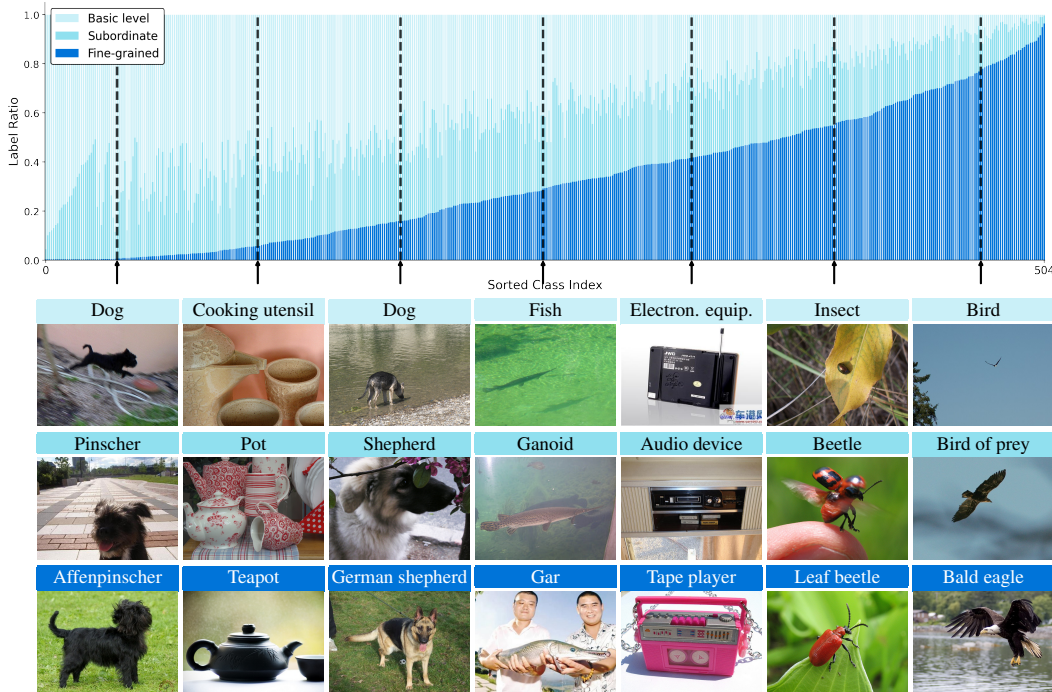 1.0
Basic level
Subordinate
Fine-grained
0.8
0.6
Label Ratio
0.4
0.2
0.0
0
504
Sorted Class Index
Dog Cooking utensil Dog Fish Electron. equip. Insect Bird
Pinscher Pot Shepherd Ganoid Audio device Beetle Bird of prey
Affenpinscher Teapot German shepherd Gar Tape player Leaf beetle Bald eagle